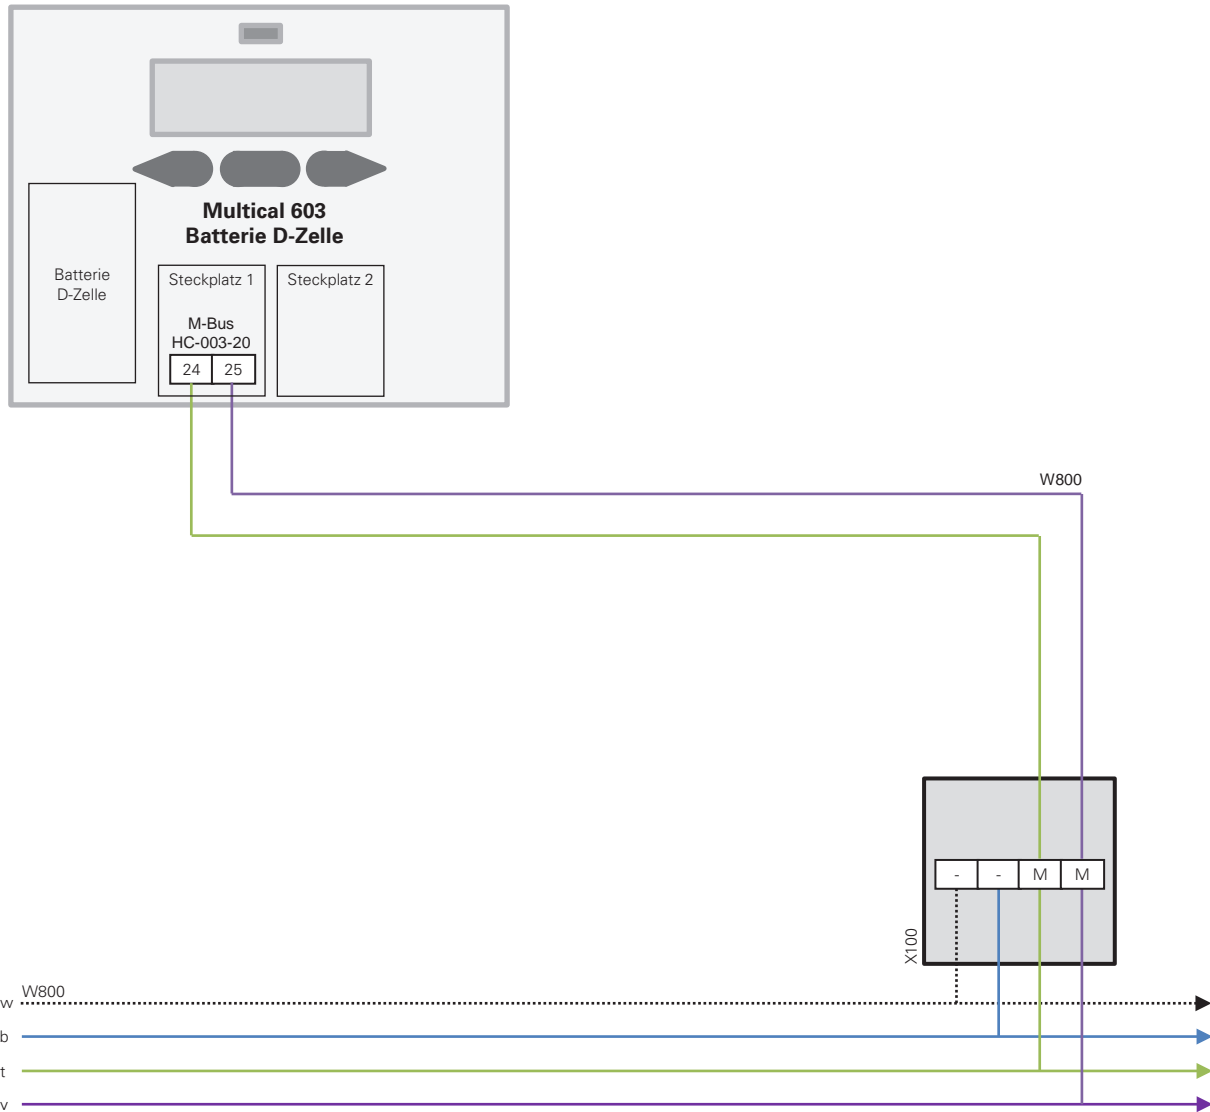 Multical 603
Batterie D-Zelle
Batterie
D-Zelle
Steckplatz 1
Steckplatz 2
M-Bus
HC-003-20
24 25
W800
- - M M
X100
W800
w
b
t
v